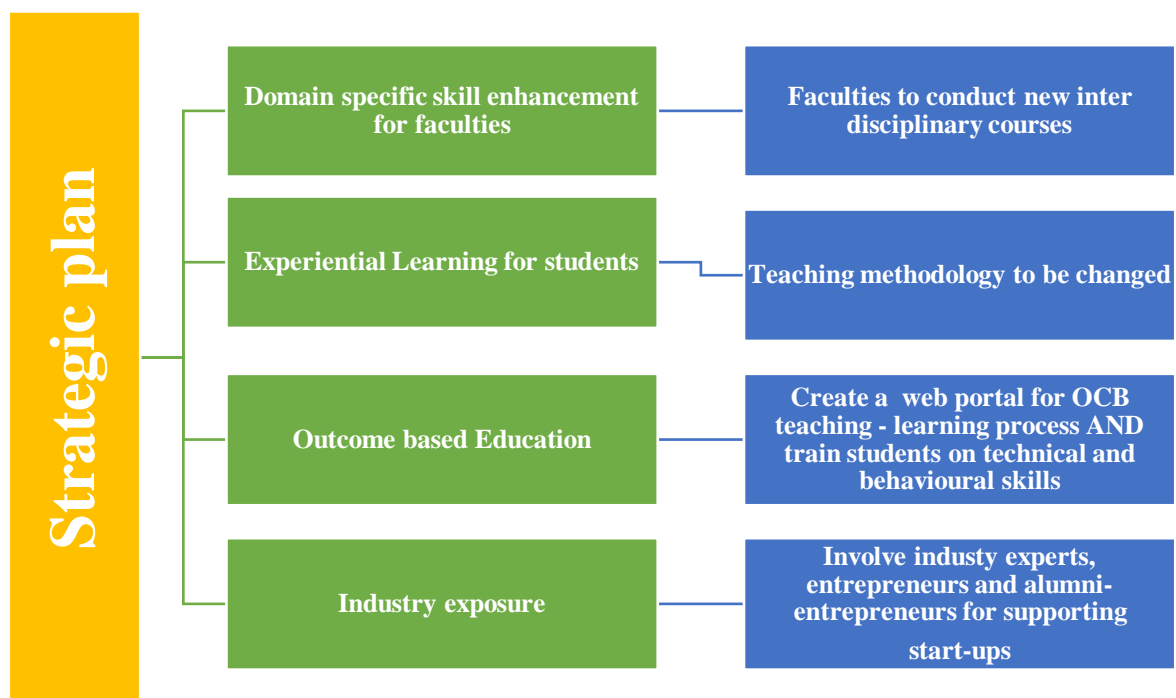 Strategic plan
Domain specific skill enhancement
for faculties
Faculties to conduct new inter
disciplinary courses
Experiential Learning for students
Teaching methodology to be changed
Outcome based Education
Create a web portal for OCB
teaching - learning process AND
train students on technical and
behavioural skills
Industry exposure
Involve industy experts,
entrepreneurs and alumni-
entrepreneurs for supporting
start-ups